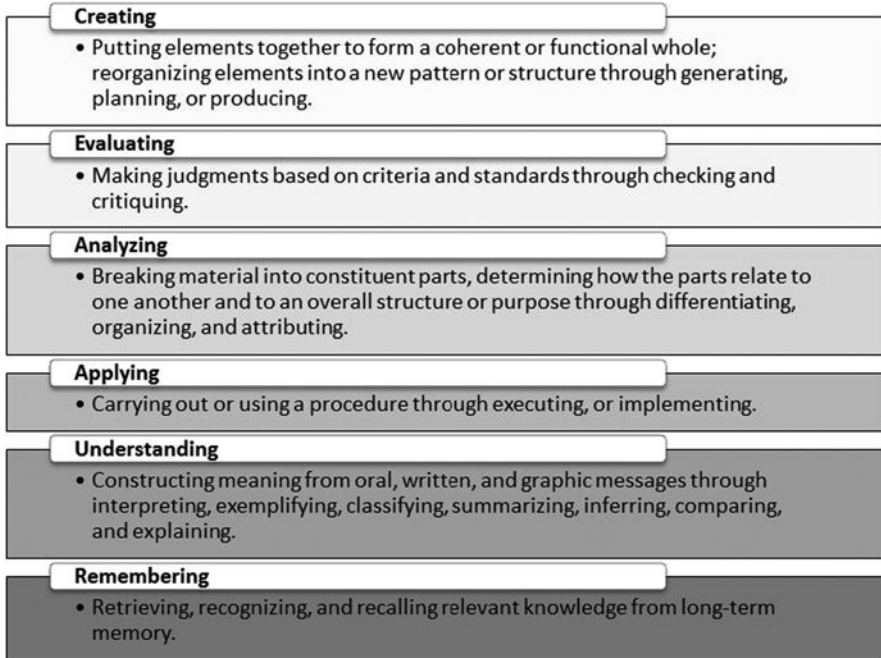 Creating
• Putting elements together to form a coherent or functional whole;
reorganizing elements into a new pattern or structure through generating,
planning, or producing.
Evaluating
• Making judgments based on criteria and standards through checking and
critiquing.
Analyzing
• Breaking material into constituent parts, determining how the parts relate to
one another and to an overall structure or purpose through differentiating,
organizing, and attributing.
Applying
• Carrying out or using a procedure through executing, or implementing.
Understanding
• Constructing meaning from oral, written, and graphic messages through
interpreting, exemplifying, classifying, summarizing, inferring, comparing,
and explaining.
Remembering
• Retrieving, recognizing, and recalling relevant knowledge from long-term
memory.